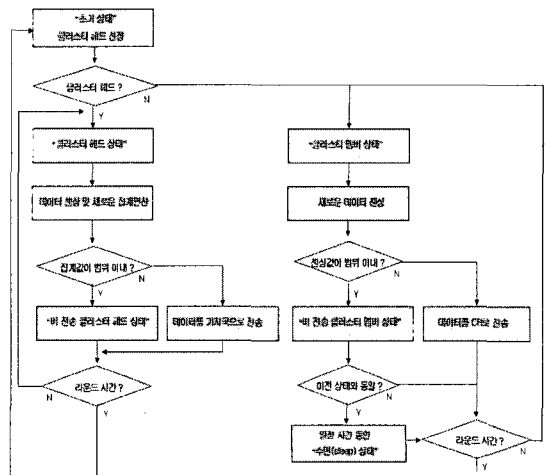 "초기 상태"
클러스터 헤드 선정
클러스터 헤드 ?
N
Y
"클러스터 헤드 상태"
"클러스터 멤버 상태"
데이터 센싱 및 새로운 집계연산
새로운 데이터 센싱
집계값이 범위 이내 ?
N
Y
센싱값이 범위 이내 ?
N
Y
"비 전송 클러스터 헤드 상태"
데이터를 기지국으로 전송
"비 전송 클러스터 멤버 상태"
데이터를 CH로 전송
라운드 시간 ?
N
Y
이전 상태와 동일 ?
N
Y
일정 시간 동안
"수면(sleep) 상태"
라운드 시간 ?
N
Y